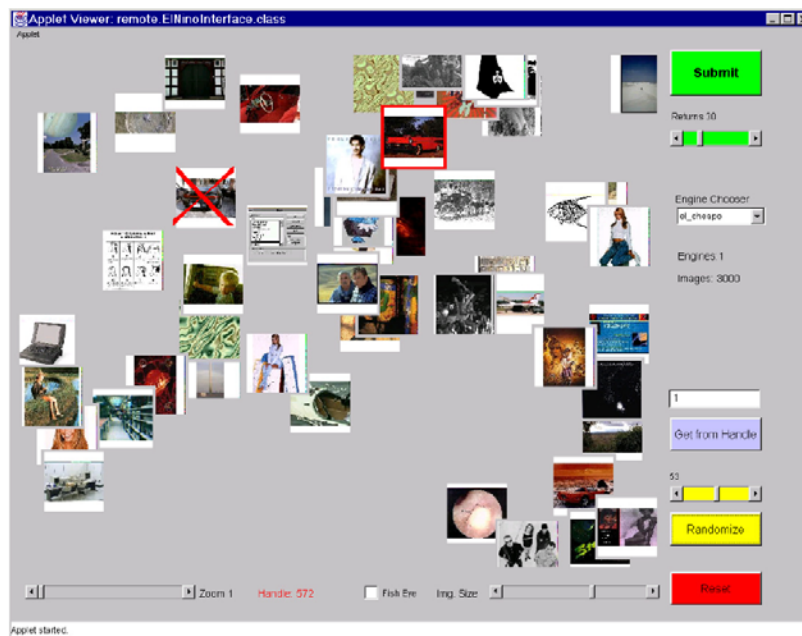 Applet Viewer: remote.ElNinoInterface.class
Applet
Submit
Returns 30
Engine Chooser
el_cheapo
Engines:1
Images: 3000
1
Get from Handle
53
Randomize
Zoom 1
Handle: 572
Fish Eye
Img. Size
Reset
Applet started.